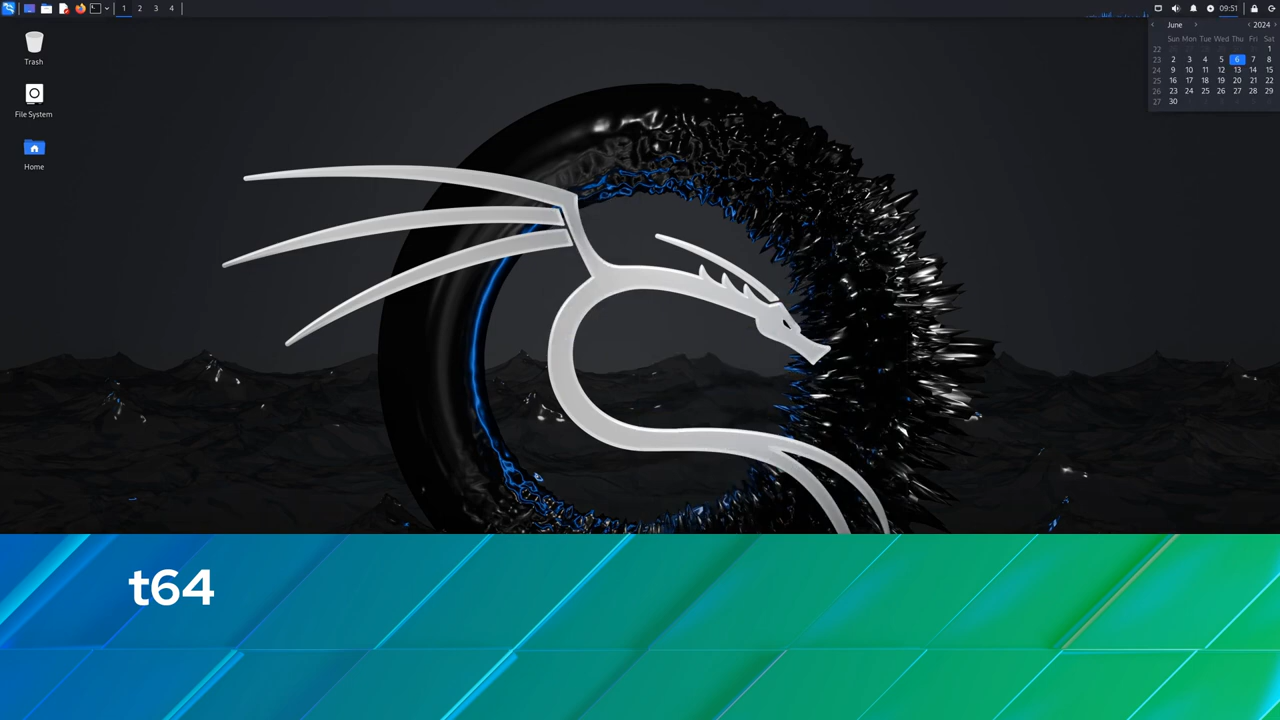 1 2 3 4
09:51
June 2024
Sun Mon Tue Wed Thu Fri Sat
22 1
23 2 3 4 5 6 7 8
24 9 10 11 12 13 14 15
25 16 17 18 19 20 21 22
26 23 24 25 26 27 28 29
27 30
Trash
File System
Home
t64